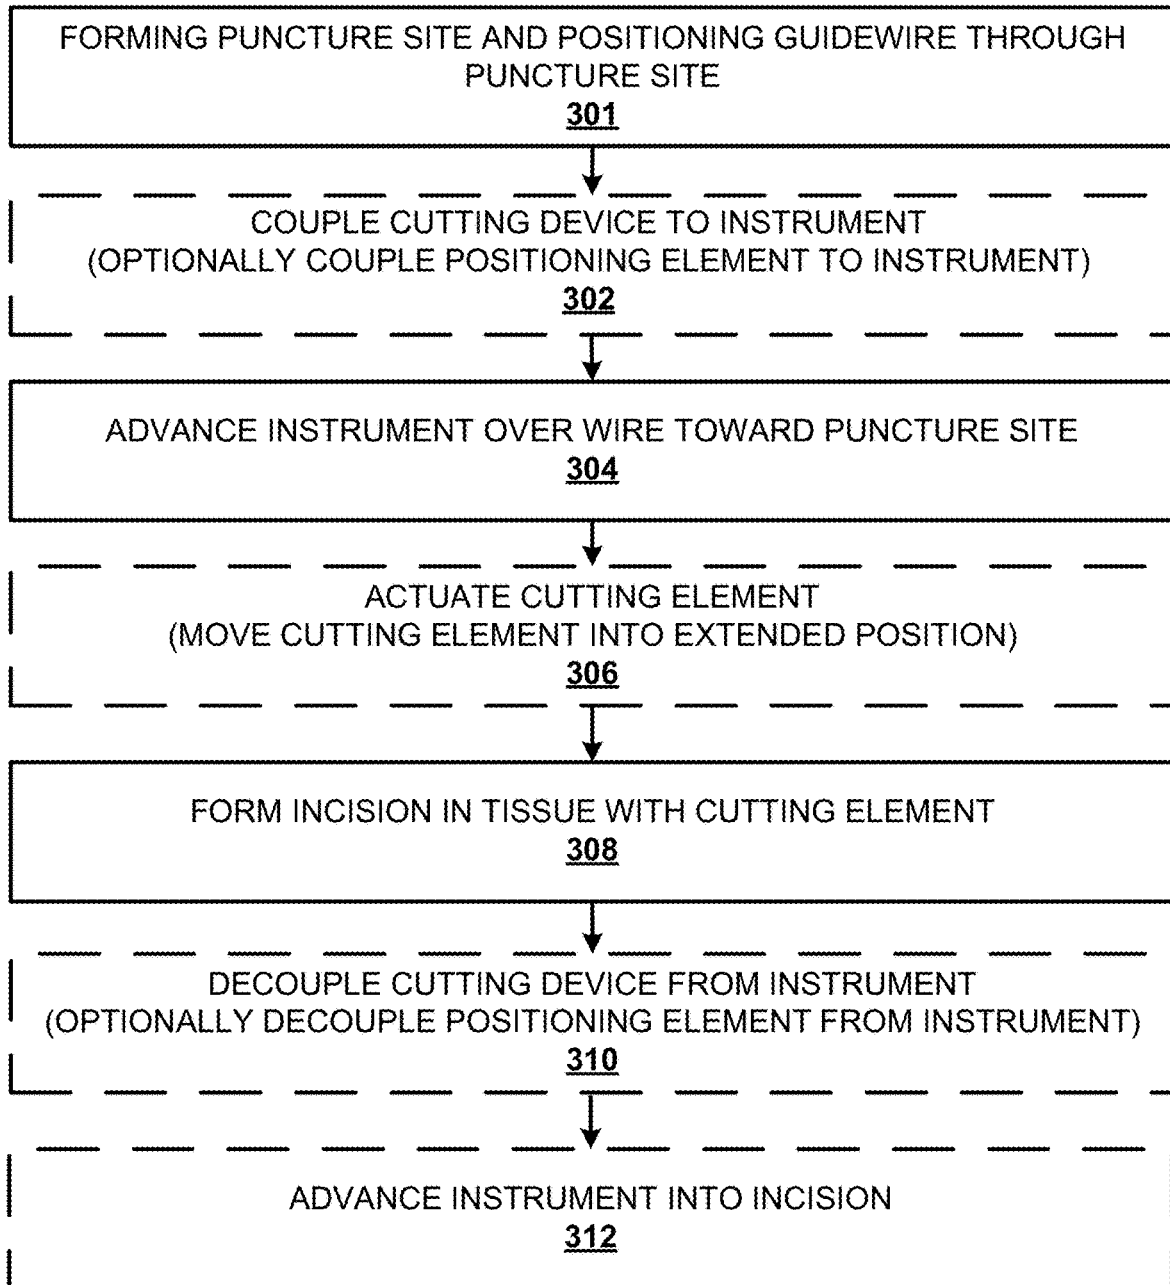 FORMING PUNCTURE SITE AND POSITIONING GUIDEWIRE THROUGH
PUNCTURE SITE
301
COUPLE CUTTING DEVICE TO INSTRUMENT
(OPTIONALLY COUPLE POSITIONING ELEMENT TO INSTRUMENT)
302
ADVANCE INSTRUMENT OVER WIRE TOWARD PUNCTURE SITE
304
ACTUATE CUTTING ELEMENT
(MOVE CUTTING ELEMENT INTO EXTENDED POSITION)
306
FORM INCISION IN TISSUE WITH CUTTING ELEMENT
308
DECOUPLE CUTTING DEVICE FROM INSTRUMENT
(OPTIONALLY DECOUPLE POSITIONING ELEMENT FROM INSTRUMENT)
310
ADVANCE INSTRUMENT INTO INCISION
312